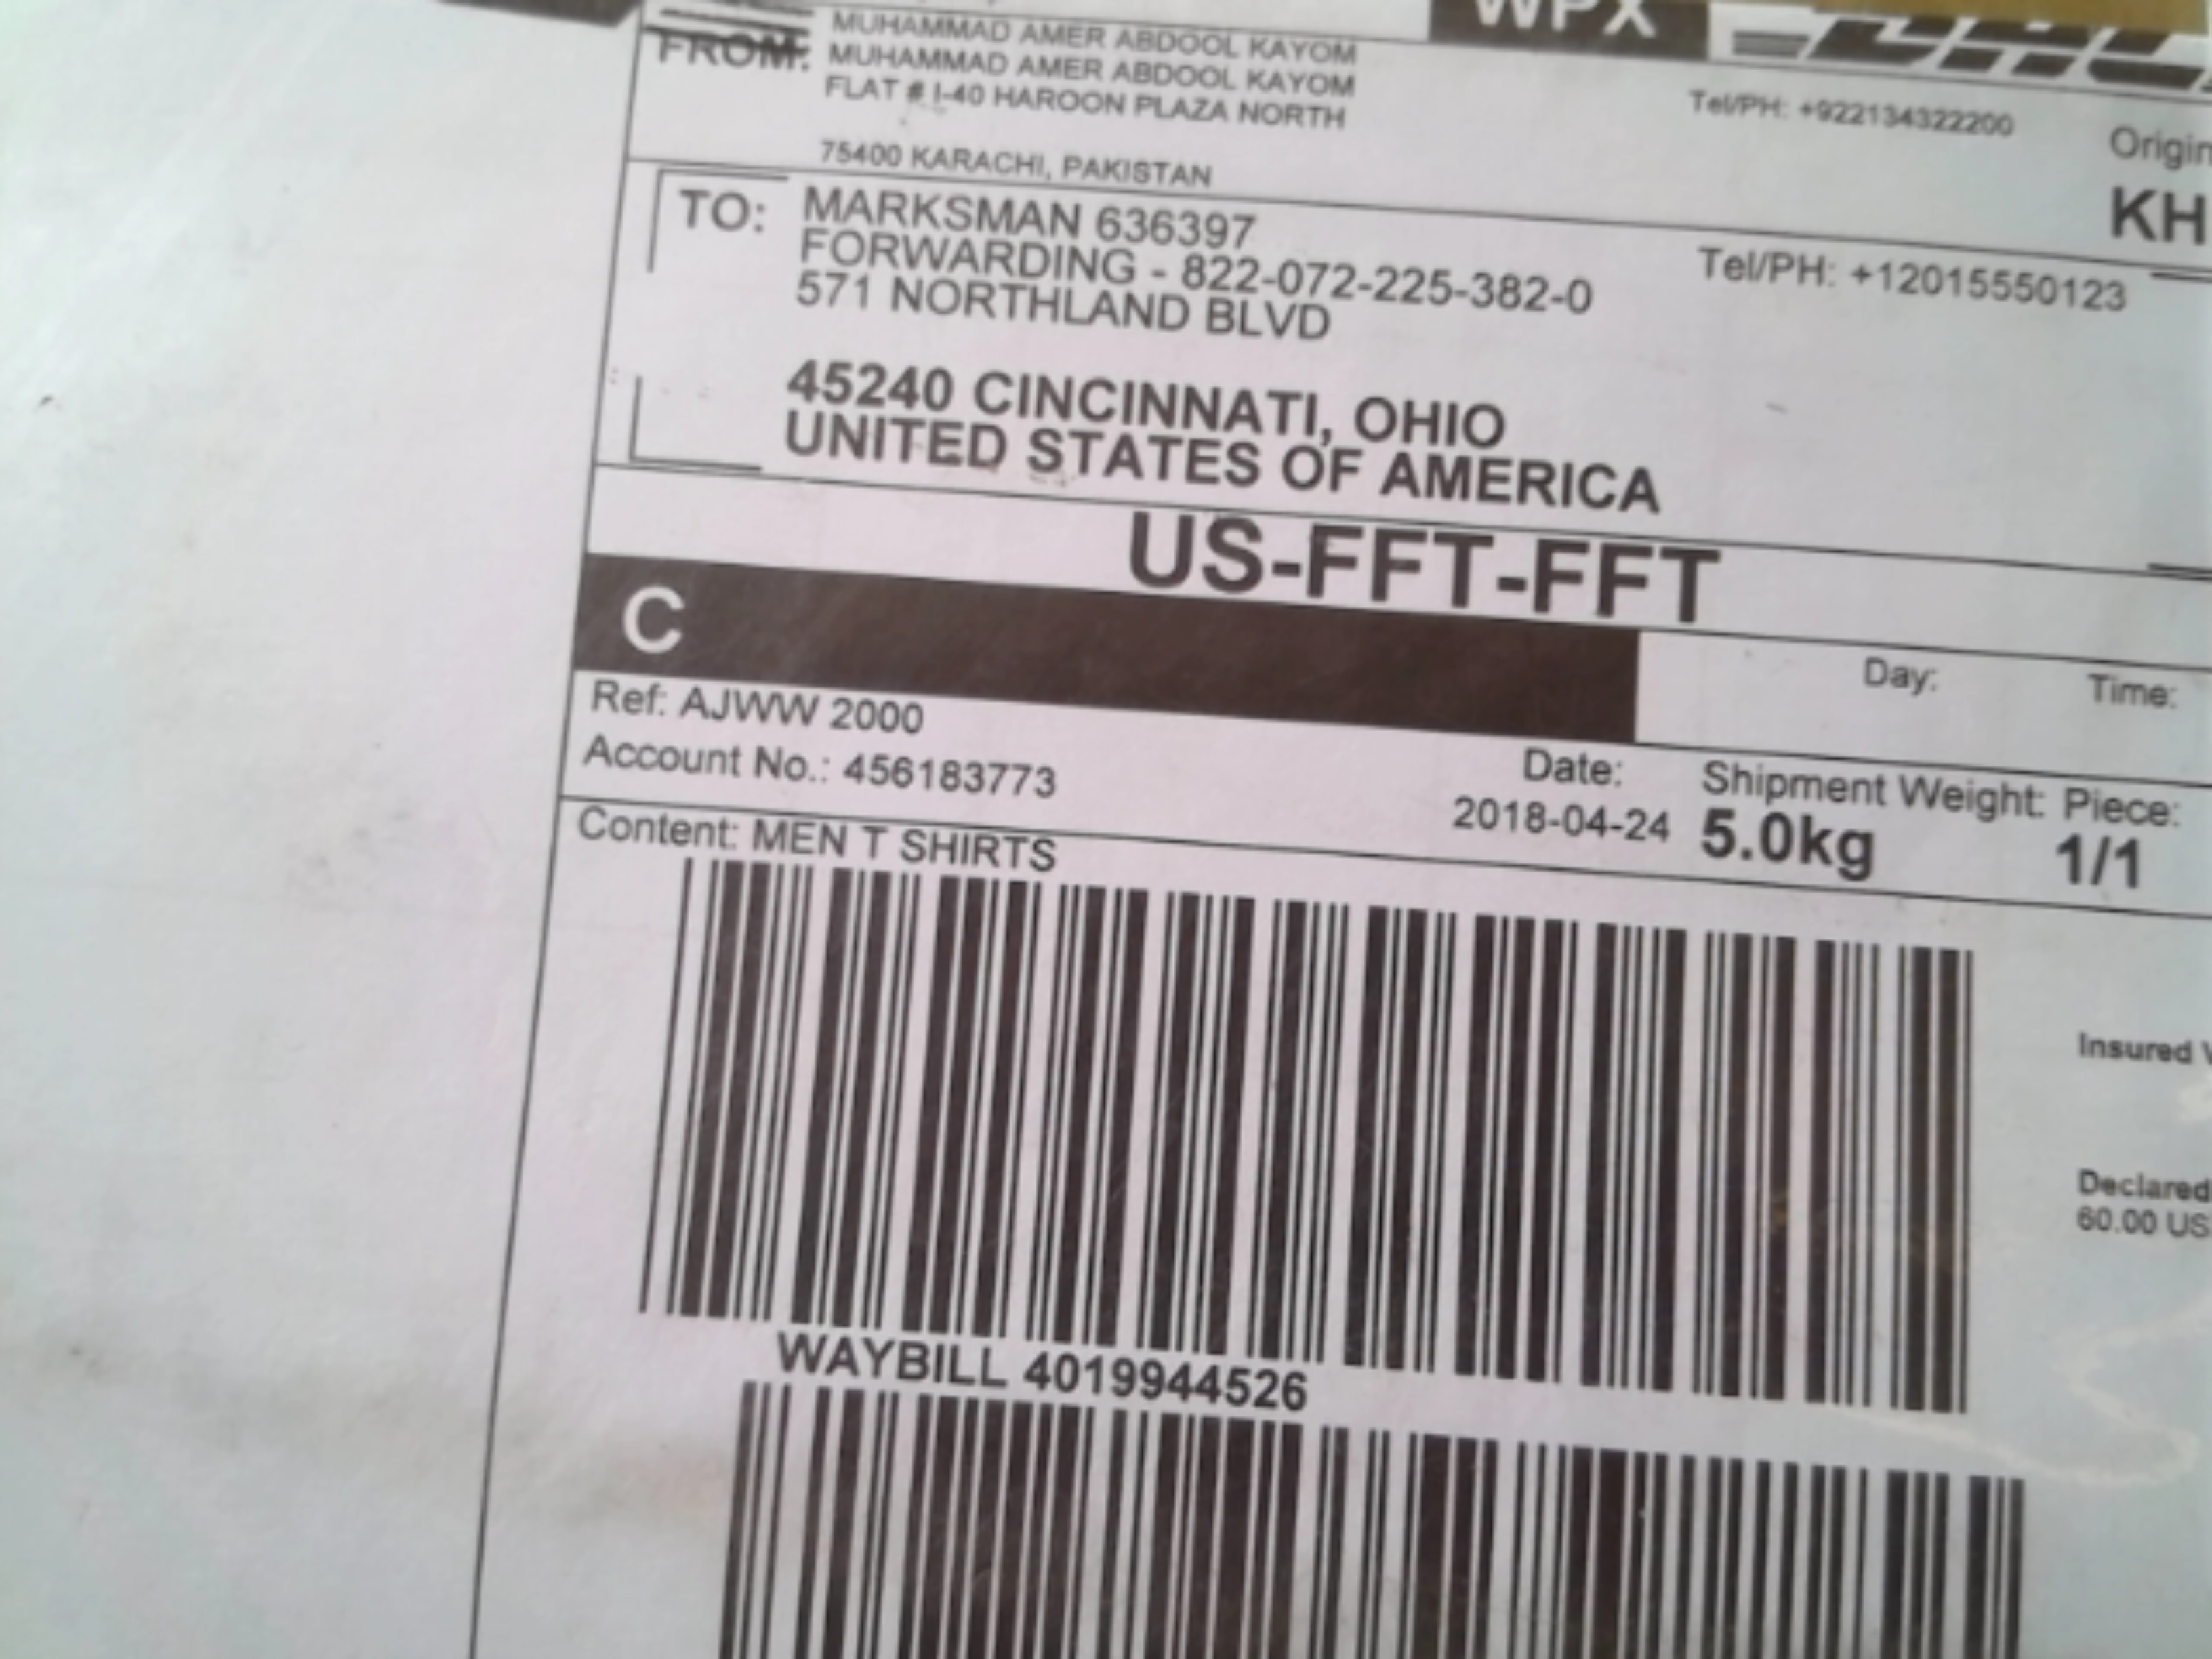 WPX
DHL
FROM: MUHAMMAD AMER ABDOOL KAYOM
MUHAMMAD AMER ABDOOL KAYOM
FLAT # I-40 HAROON PLAZA NORTH
Tel/PH: +922134322200
75400 KARACHI, PAKISTAN
Origin
KH
TO: MARKSMAN 636397
FORWARDING - 822-072-225-382-0
571 NORTHLAND BLVD
Tel/PH: +12015550123
45240 CINCINNATI, OHIO
UNITED STATES OF AMERICA
US-FFT-FFT
C
Day: Time:
Ref: AJWW 2000
Account No.: 456183773
Date: Shipment Weight: Piece:
2018-04-24 5.0kg 1/1
Content: MEN T SHIRTS
Insured V
Declared
60.00 US
WAYBILL 4019944526